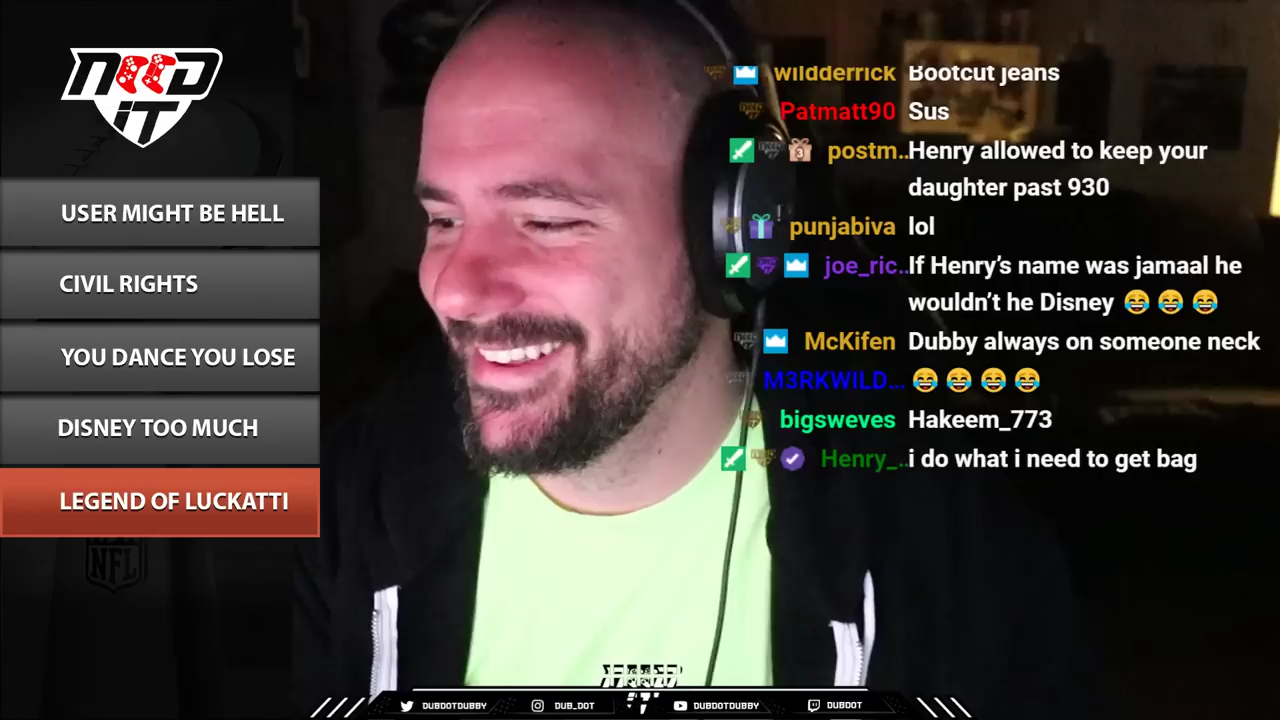 IT
USER MIGHT BE HELL
CIVIL RIGHTS
YOU DANCE YOU LOSE
DISNEY TOO MUCH
LEGEND OF LUCKATTI
NFL
wildderrick Bootcut jeans
Patmatt90 Sus
postm.. Henry allowed to keep your
daughter past 930
punjabiva lol
joe_ric.. If Henry’s name was jamaal he
wouldn’t he Disney 😂 😂 😂
McKifen Dubby always on someone neck
M3RKWILD... 😂 😂 😂 😂
bigsweves Hakeem_773
Henry_.. i do what i need to get bag
IT
DUBDOTDUBBY DUB_DOT DUBDOTDUBBY DUBDOT